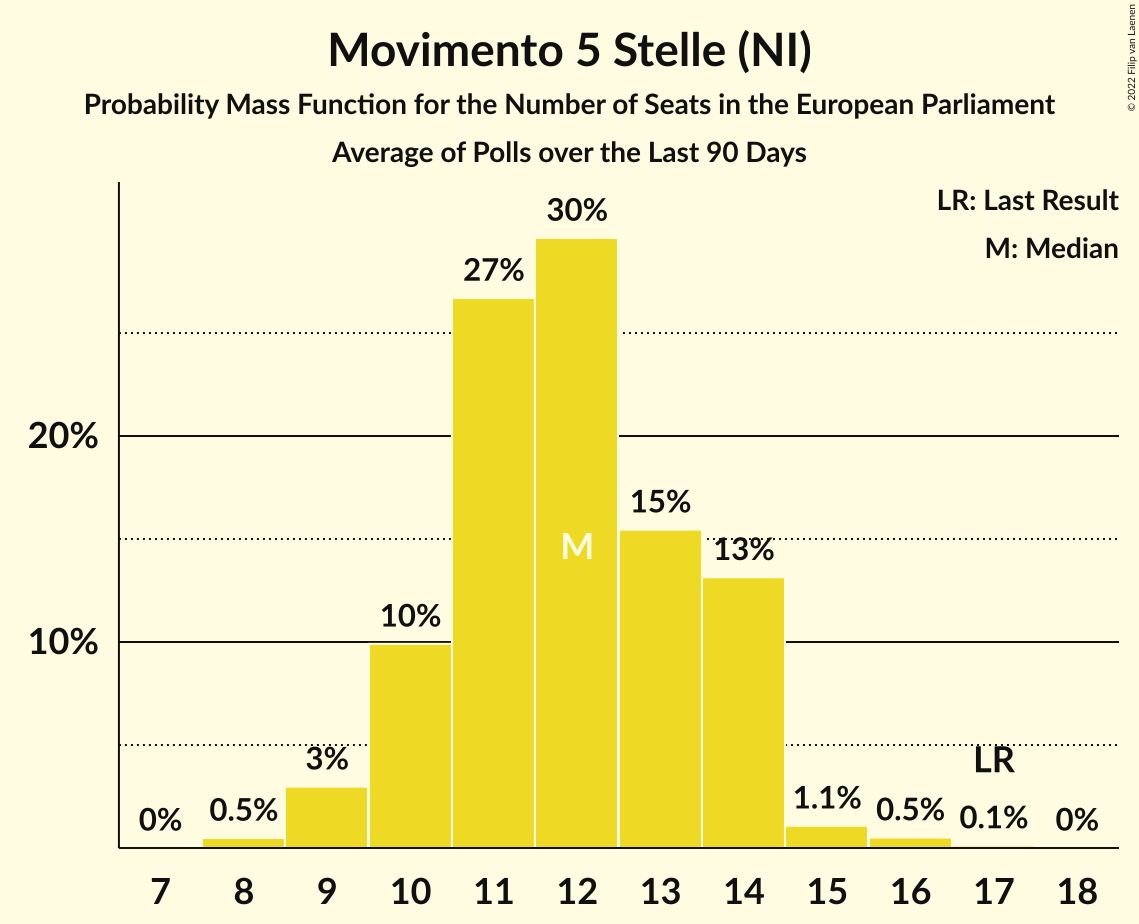 Movimento 5 Stelle (NI)
Probability Mass Function for the Number of Seats in the European Parliament
Average of Polls over the Last 90 Days
© 2022 Filip van Laenen
LR: Last Result
M: Median
30%
27%
20%
15%
M
13%
10%
10%
3%
LR
0%
0.5%
1.1%
0.5%
0.1%
0%
7 8 9 10 11 12 13 14 15 16 17 18